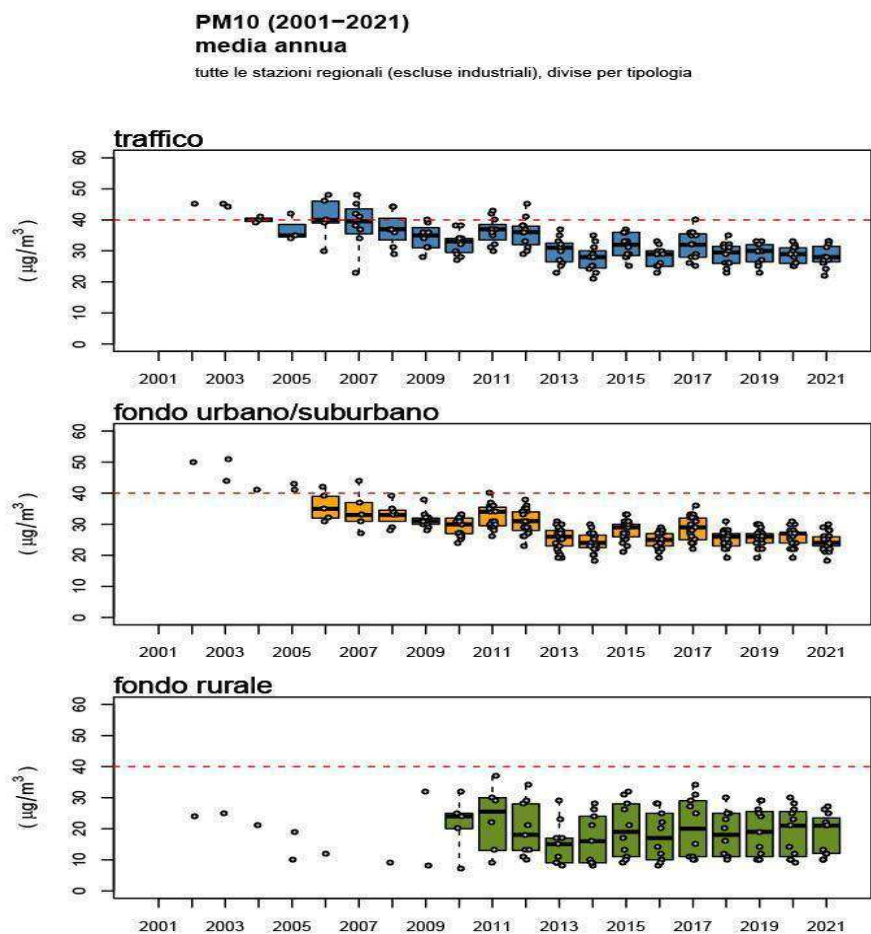 PM10 (2001−2021)
media annua
tutte le stazioni regionali (escluse industriali), divise per tipologia
traffico
60
50
40
30
20
10
0
( µg/m³ )
2001 2003 2005 2007 2009 2011 2013 2015 2017 2019 2021
fondo urbano/suburbano
60
50
40
30
20
10
0
( µg/m³ )
2001 2003 2005 2007 2009 2011 2013 2015 2017 2019 2021
fondo rurale
60
50
40
30
20
10
0
( µg/m³ )
2001 2003 2005 2007 2009 2011 2013 2015 2017 2019 2021